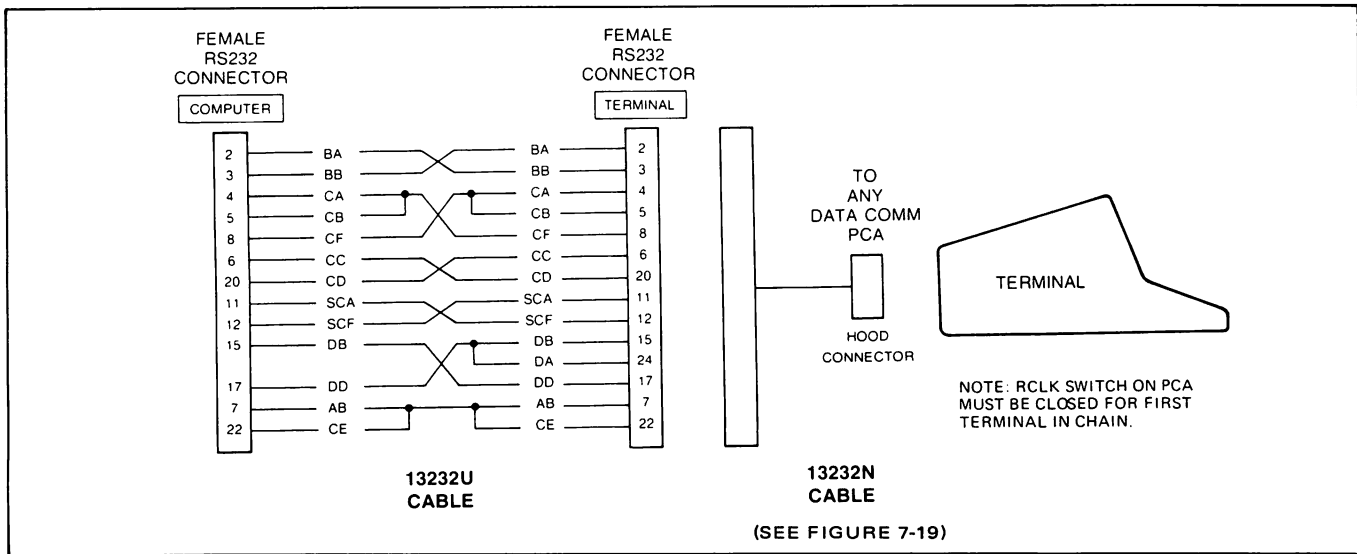 FEMALE
RS232
CONNECTOR
COMPUTER
FEMALE
RS232
CONNECTOR
TERMINAL
2 BA BA 2
3 BB BB 3
4 CA CA 4
5 CB CB 5
8 CF CF 8
6 CC CC 6
20 CD CD 20
11 SCA SCA 11
12 SCF SCF 12
15 DB DB 15
DA 24
17 DD DD 17
7 AB AB 7
22 CE CE 22
13232U
CABLE
TO
ANY
DATA COMM
PCA
HOOD
CONNECTOR
TERMINAL
NOTE: RCLK SWITCH ON PCA
MUST BE CLOSED FOR FIRST
TERMINAL IN CHAIN.
13232N
CABLE
(SEE FIGURE 7-19)